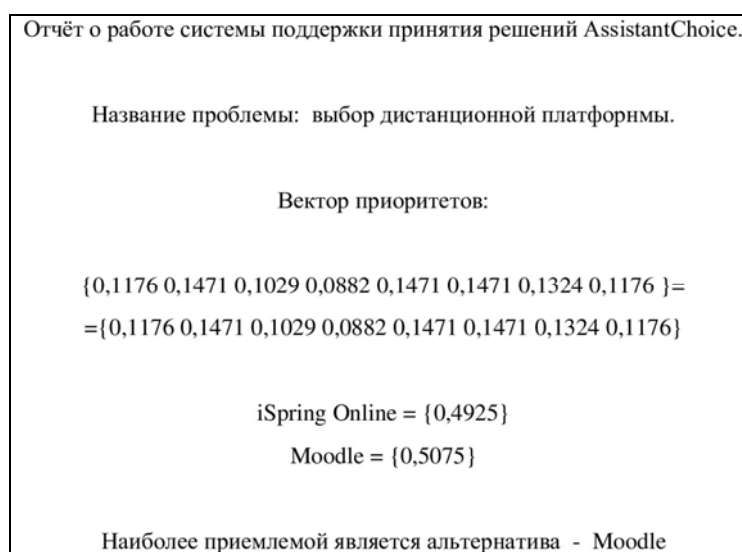 Отчёт о работе системы поддержки принятия решений AssistantChoice.
Название проблемы:  выбор дистанционной платфорнмы.
Вектор приоритетов:
{0,1176 0,1471 0,1029 0,0882 0,1471 0,1471 0,1324 0,1176 }=
={0,1176 0,1471 0,1029 0,0882 0,1471 0,1471 0,1324 0,1176}
iSpring Online = {0,4925}
Moodle = {0,5075}
Наиболее приемлемой является альтернатива  -  Moodle